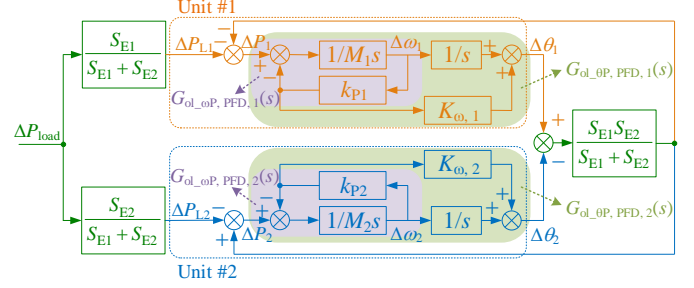 Unit #1
S_E1
S_E1 + S_E2
ΔP_L1
−
−
ΔP_1
+
−
1/M_1s
Δω_1
1/s
+
+
Δθ_1
k_P1
K_ω, 1
G_ol_ωP, PFD, 1(s)
G_ol_θP, PFD, 1(s)
ΔP_load
+
−
S_E1S_E2
S_E1 + S_E2
G_ol_ωP, PFD, 2(s)
G_ol_θP, PFD, 2(s)
K_ω, 2
k_P2
S_E2
S_E1 + S_E2
ΔP_L2
−
+
ΔP_2
−
+
1/M_2s
Δω_2
1/s
+
+
Δθ_2
Unit #2